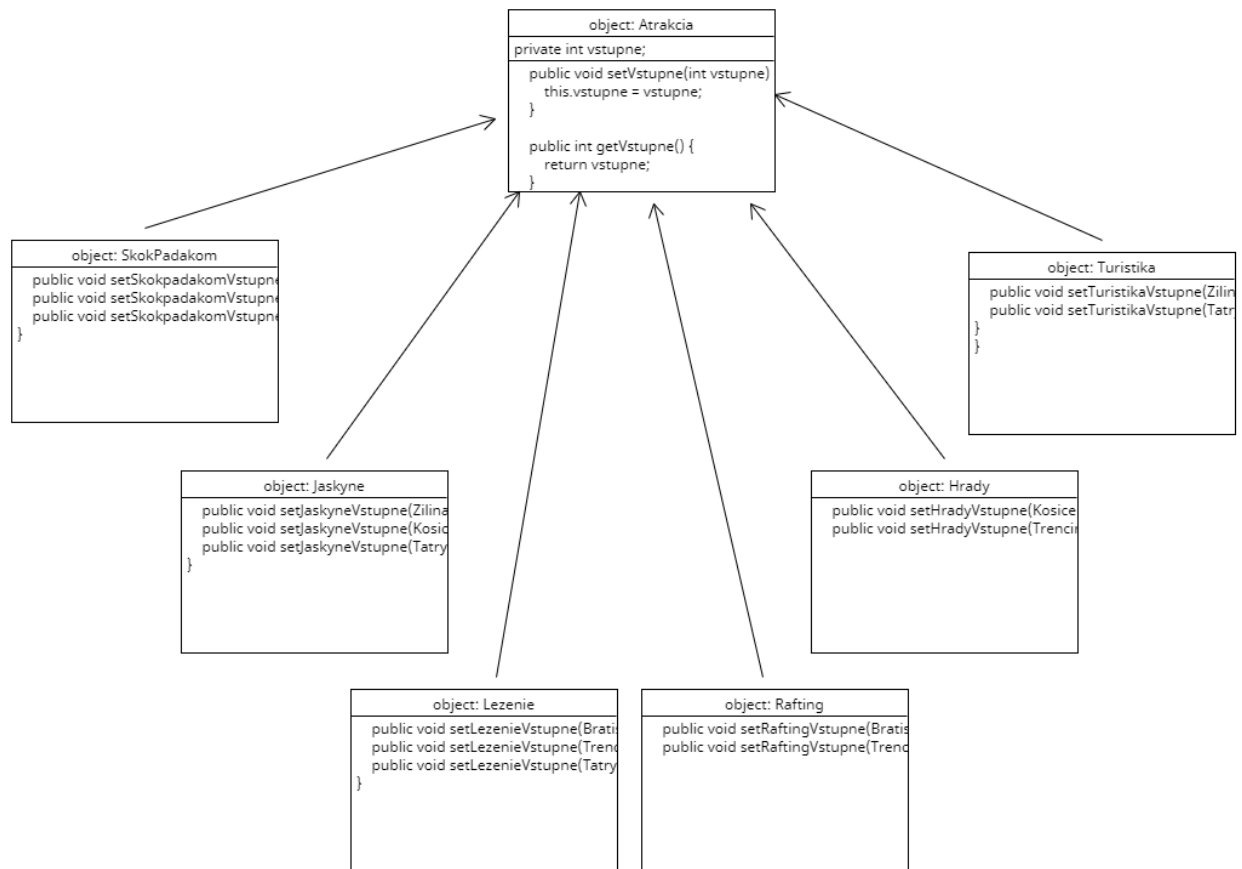 object: Atrakcia
private int vstupne;
public void setVstupne(int vstupne)
this.vstupne = vstupne;
}
public int getVstupne() {
return vstupne;
}
object: SkokPadakom
public void setSkokpadakomVstupne
public void setSkokpadakomVstupne
public void setSkokpadakomVstupne
}
object: Turistika
public void setTuristikaVstupne(Zilin
public void setTuristikaVstupne(Tatry
}
}
object: Jaskyne
public void setJaskyneVstupne(Zilina
public void setJaskyneVstupne(Kosic
public void setJaskyneVstupne(Tatry
}
object: Hrady
public void setHradyVstupne(Kosice
public void setHradyVstupne(Trencin
object: Lezenie
public void setLezenieVstupne(Bratis
public void setLezenieVstupne(Trenc
public void setLezenieVstupne(Tatry
}
object: Rafting
public void setRaftingVstupne(Bratis
public void setRaftingVstupne(Trenc